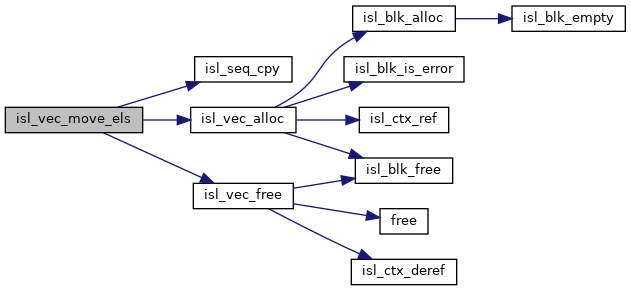 isl_blk_alloc
isl_blk_empty
isl_seq_cpy
isl_blk_is_error
isl_vec_move_els
isl_vec_alloc
isl_ctx_ref
isl_blk_free
isl_vec_free
free
isl_ctx_deref